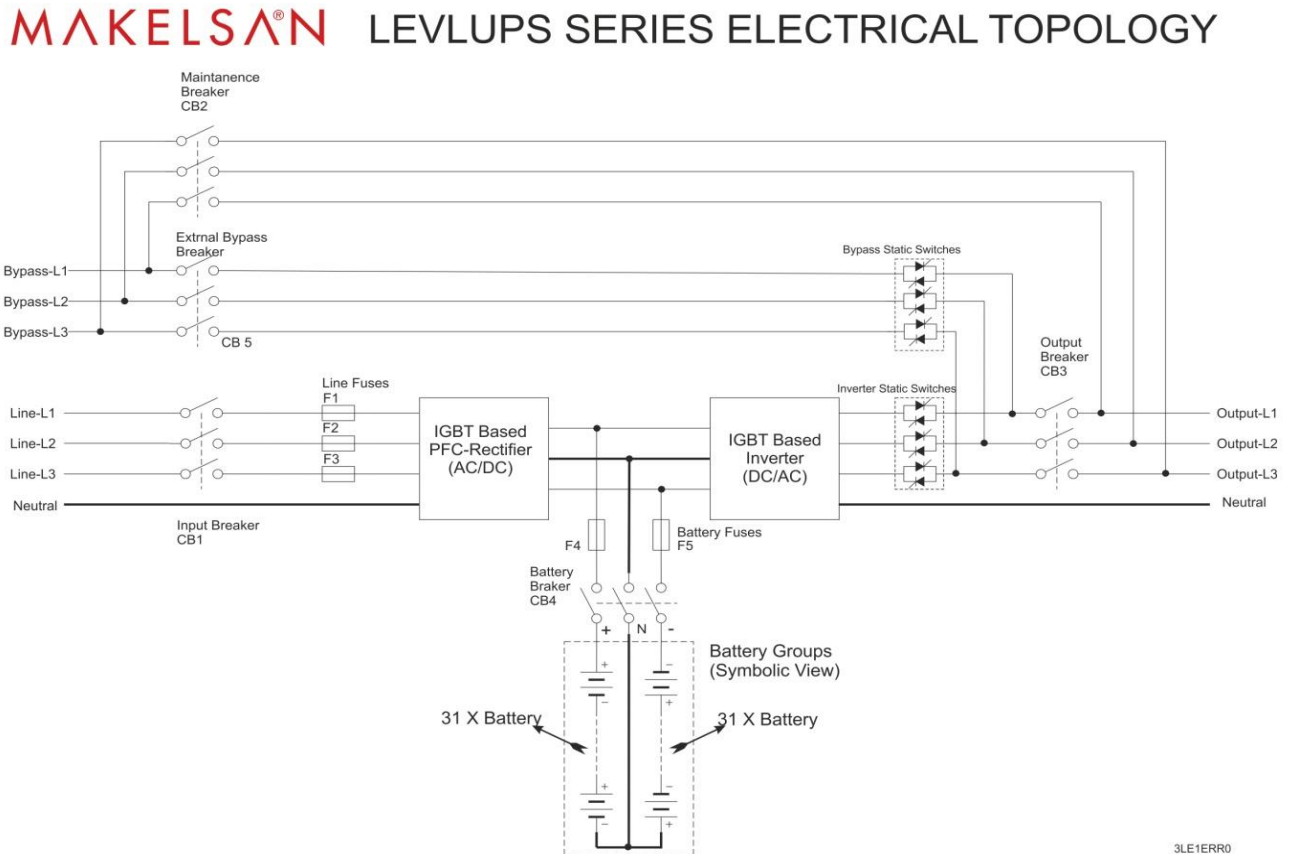 MAKELSAN® LEVLUPS SERIES ELECTRICAL TOPOLOGY
Maintanence
Breaker
CB2
Extrnal Bypass
Breaker
Bypass Static Switches
Bypass-L1
Bypass-L2
Bypass-L3
CB 5
Output
Breaker
CB3
Line Fuses
F1
Inverter Static Switches
Line-L1
Output-L1
F2
IGBT Based
PFC-Rectifier
(AC/DC)
IGBT Based
Inverter
(DC/AC)
Line-L2
Output-L2
F3
Line-L3
Output-L3
Neutral
Neutral
Input Breaker
CB1
F4
Battery Fuses
F5
Battery
Braker
CB4
+ N -
Battery Groups
(Symbolic View)
+ -
- +
31 X Battery
31 X Battery
+ -
- +
3LE1ERR0